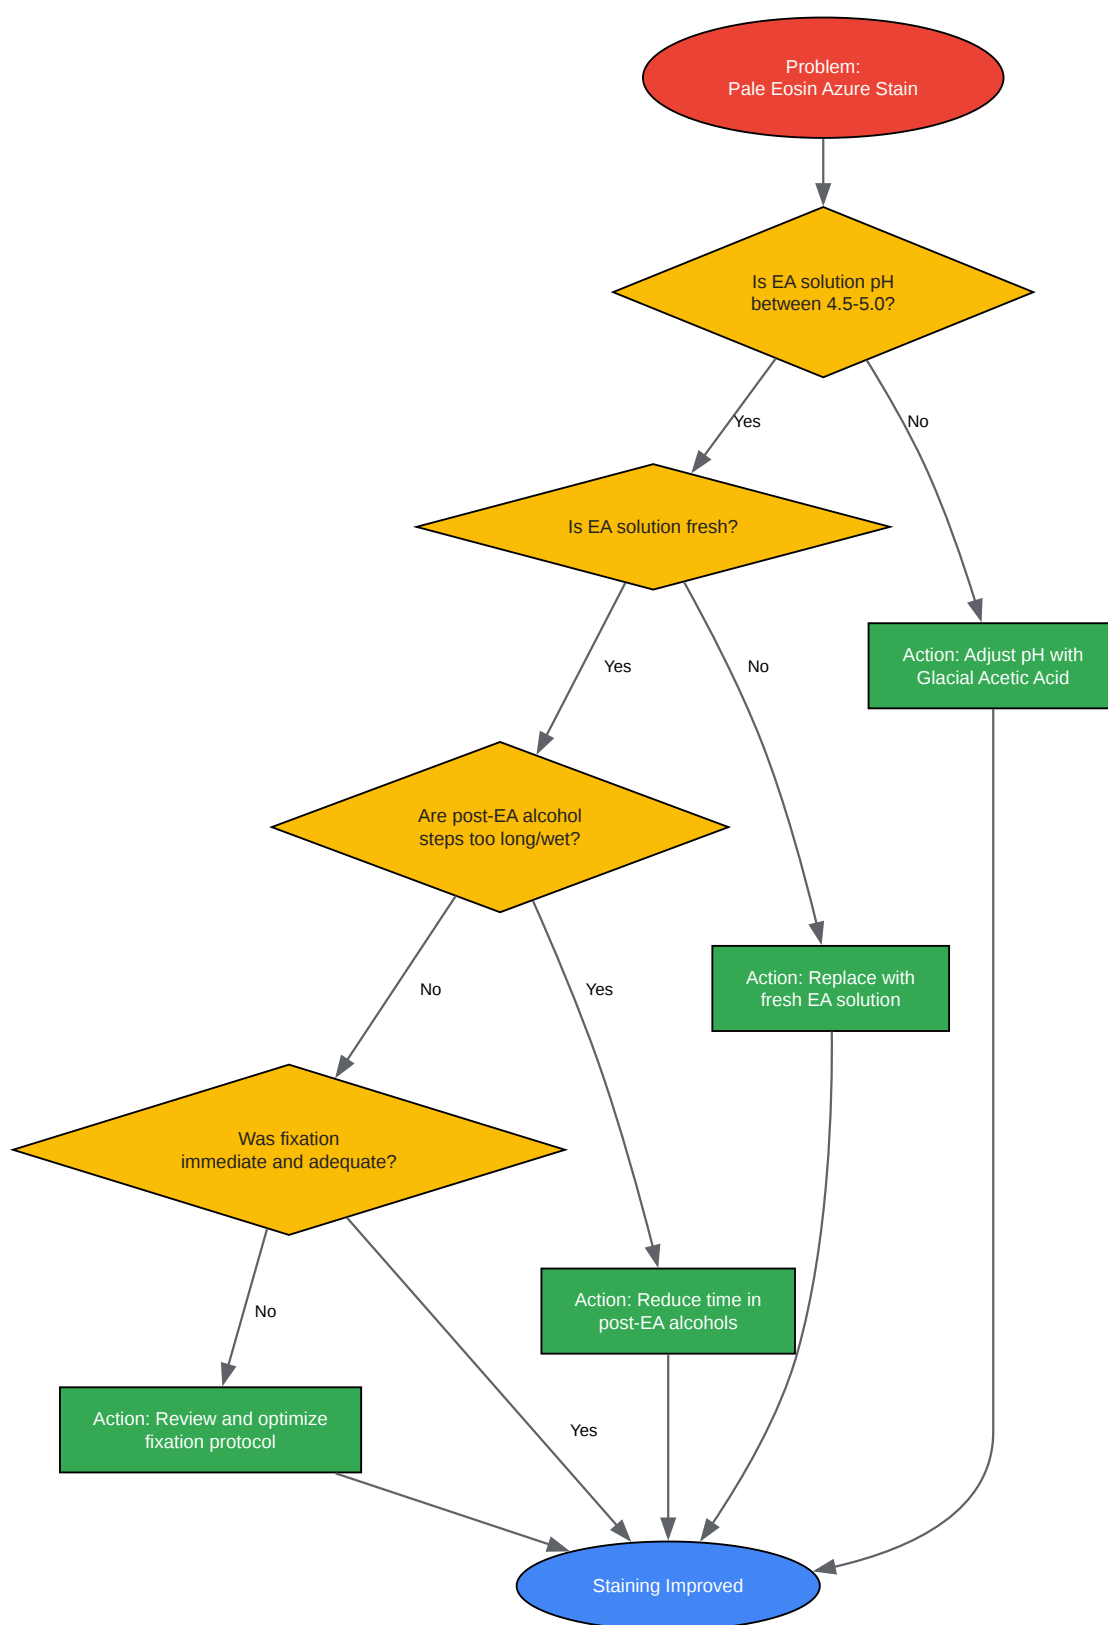 Problem:
Pale Eosin Azure Stain
Is EA solution pH
between 4.5-5.0?
Yes
No
Is EA solution fresh?
Yes
No
Action: Adjust pH with
Glacial Acetic Acid
Are post-EA alcohol
steps too long/wet?
No
Yes
Action: Replace with
fresh EA solution
Was fixation
immediate and adequate?
No
Yes
Action: Reduce time in
post-EA alcohols
Action: Review and optimize
fixation protocol
Staining Improved